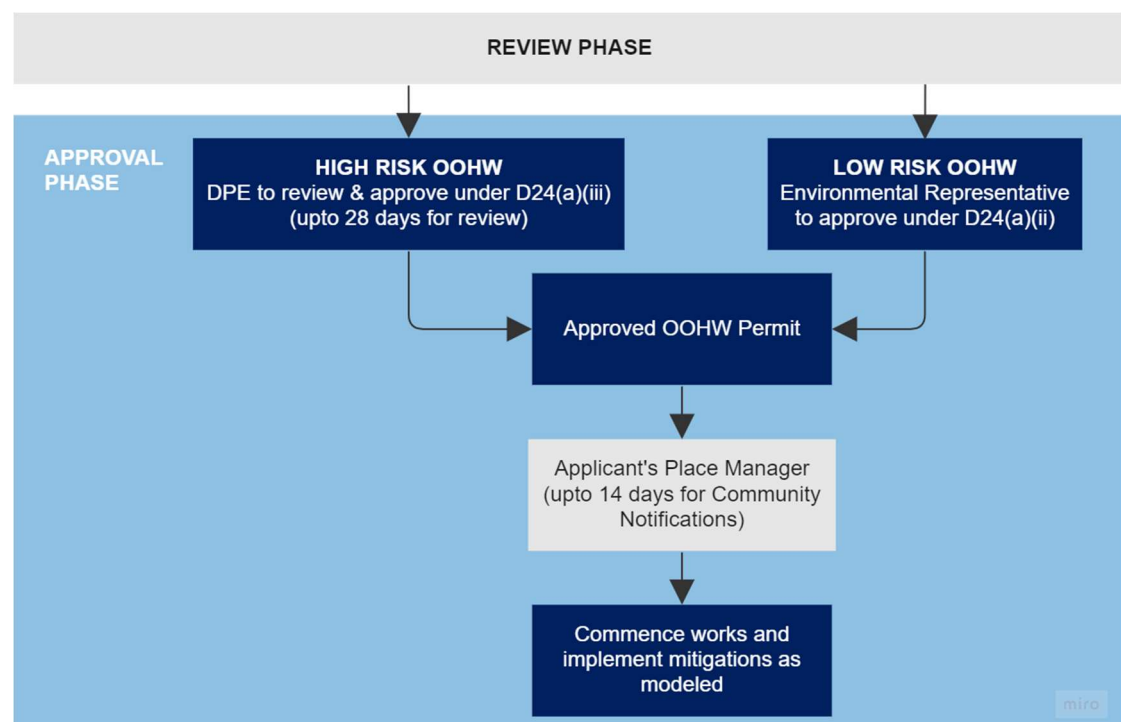 REVIEW PHASE
APPROVAL
PHASE
HIGH RISK OOHW
DPE to review & approve under D24(a)(iii)
(upto 28 days for review)
LOW RISK OOHW
Environmental Representative
to approve under D24(a)(ii)
Approved OOHW Permit
Applicant's Place Manager
(upto 14 days for Community
Notifications)
Commence works and
implement mitigations as
modeled
miro